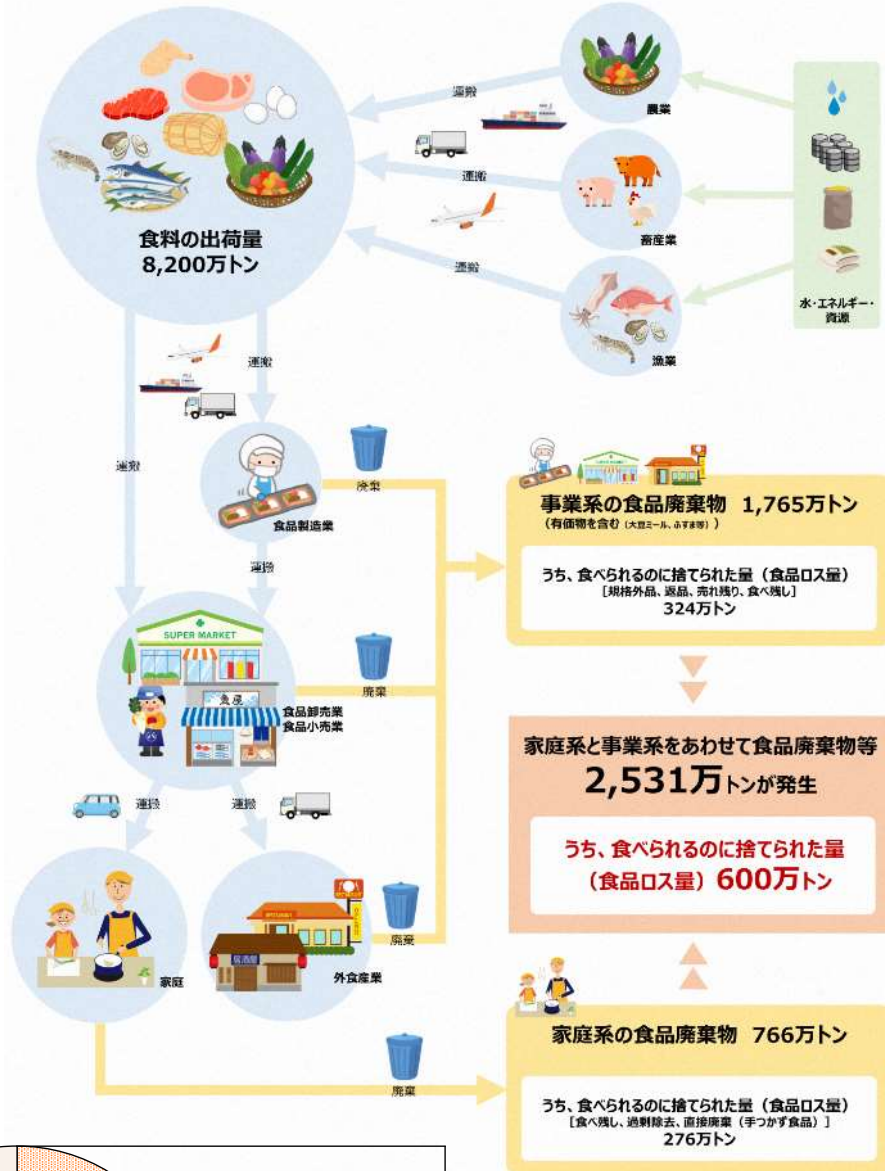 運搬
農業
運搬
畜産業
食料の出荷量
8,200万トン
運搬
漁業
水・エネルギー・
資源
運搬
運搬
廃棄
食品製造業
事業系の食品廃棄物 1,765万トン
(有価物を含む(大豆ミール、ふすま等))
うち、食べられるのに捨てられた量(食品ロス量)
[規格外品、返品、売れ残り、食べ残し]
324万トン
運搬
SUPER MARKET
魚屋
廃棄
食品卸売業
食品小売業
家庭系と事業系をあわせて食品廃棄物等
2,531万トンが発生
うち、食べられるのに捨てられた量
(食品ロス量)600万トン
運搬
運搬
居酒屋
廃棄
家庭
外食産業
家庭系の食品廃棄物 766万トン
廃棄
うち、食べられるのに捨てられた量(食品ロス量)
[食べ残し、過剰除去、直接廃棄(手つかず食品)]
276万トン